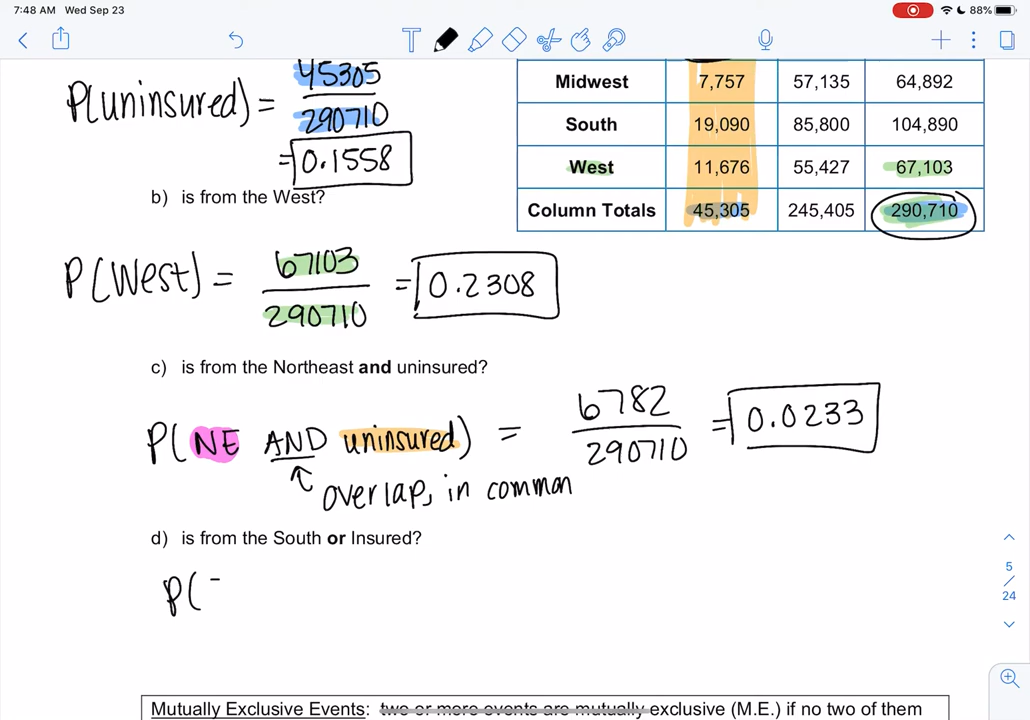 7:48 AM Wed Sep 23
88%
T
P(uninsured) = 45305 / 290710
= 0.1558
Midwest 7,757 57,135 64,892
South 19,090 85,800 104,890
West 11,676 55,427 67,103
Column Totals 45,305 245,405 290,710
b) is from the West?
P(West) = 67103 / 290710 = 0.2308
c) is from the Northeast and uninsured?
P(NE AND uninsured) = 6782 / 290710 = 0.0233
overlap, in common
d) is from the South or Insured?
P(
5
/
24
Mutually Exclusive Events: two or more events are mutually exclusive (M.E.) if no two of them